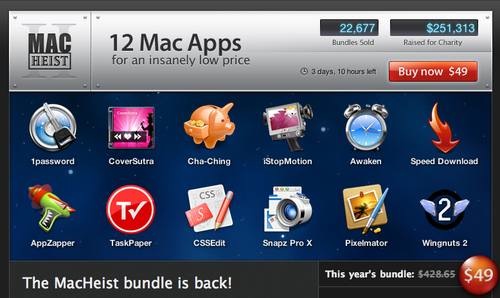 MAC
HEIST
II
12 Mac Apps
for an insanely low price
22,677
Bundles Sold
$251,313
Raised for Charity
3 days, 10 hours left
Buy now $49
1password
CoverSutra
Cha-Ching
iStopMotion
Awaken
Speed Download
CSS
AppZapper
TaskPaper
CSSEdit
Snapz Pro X
Pixelmator
Wingnuts 2
The MacHeist bundle is back!
This year's bundle: $428.65
$49